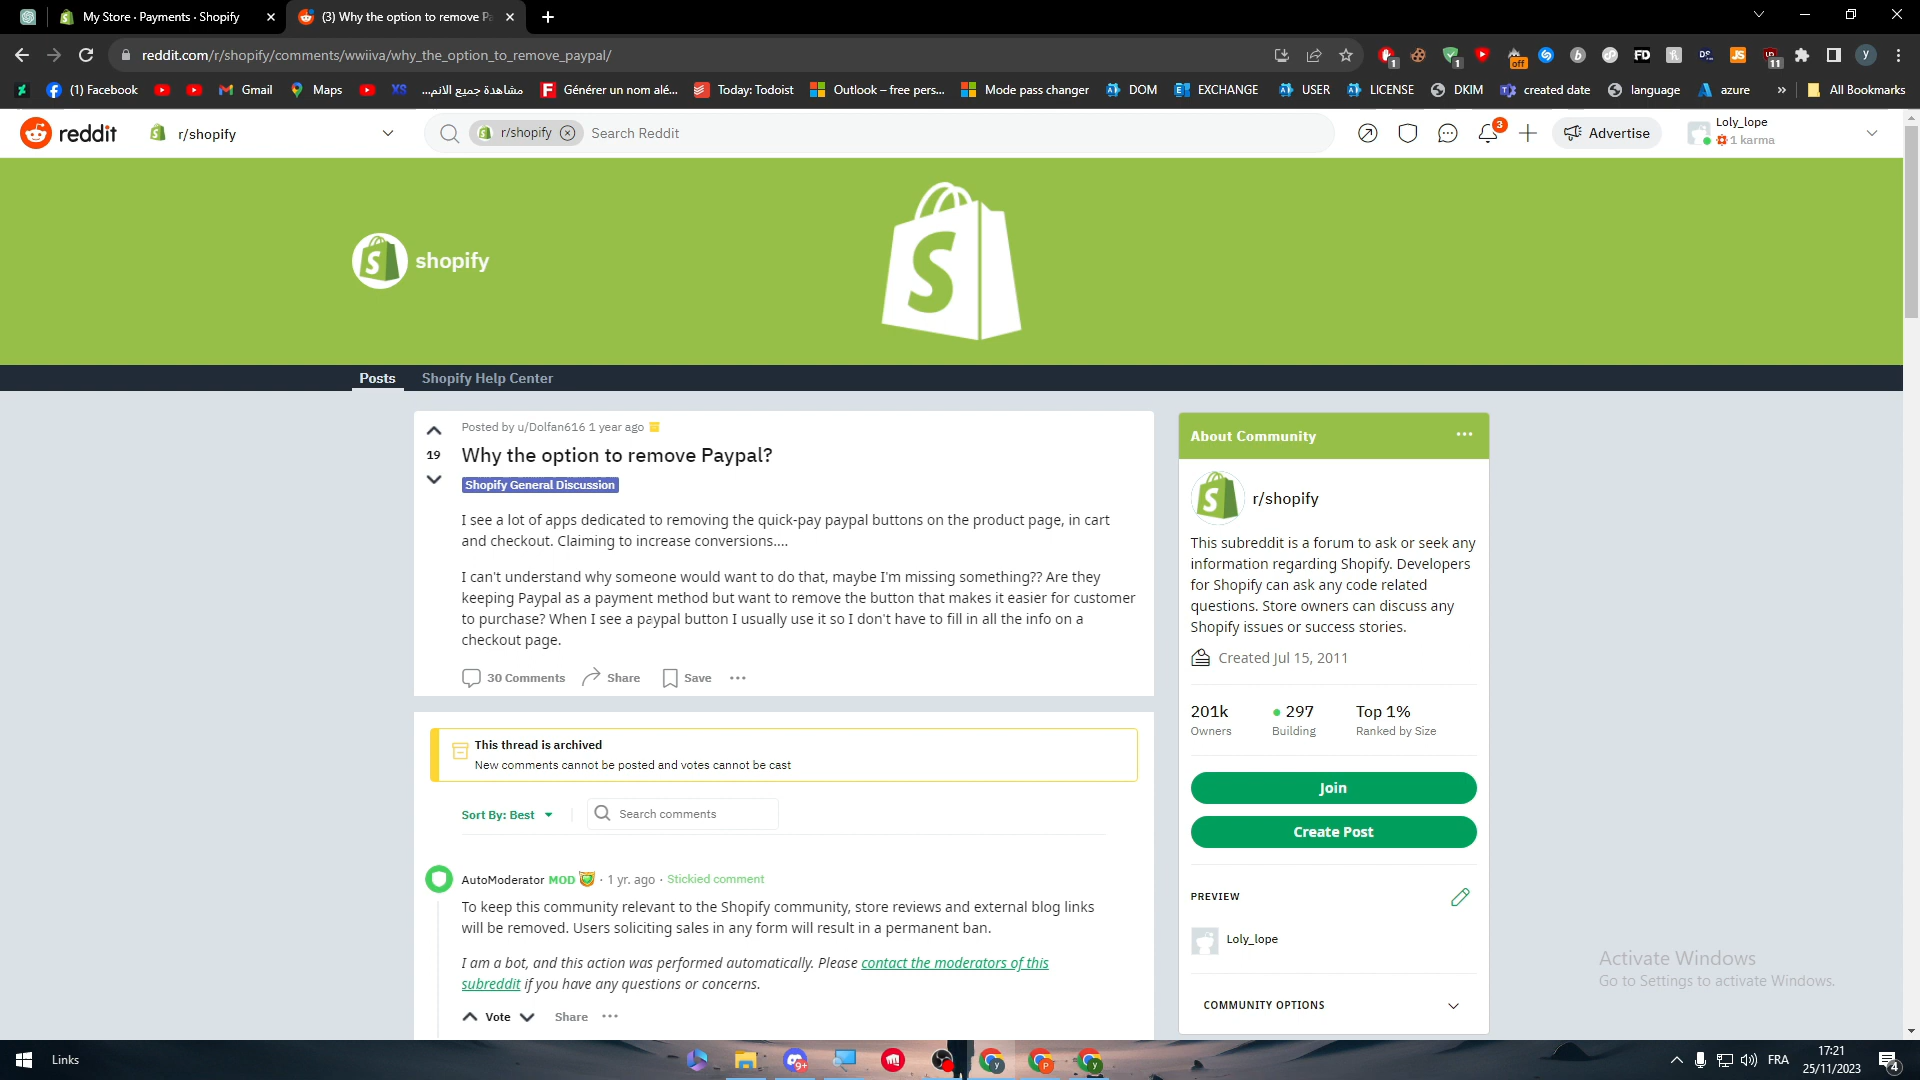 My Store · Payments · Shopify
(3) Why the option to remove Pa
reddit.com/r/shopify/comments/wwiiva/why_the_option_to_remove_paypal/
1
1
off
FD
JS
11
y
(1) Facebook
Gmail
Maps
XS
مشاهدة جميع الانم...
Générer un nom alé...
Today: Todoist
Outlook – free pers...
Mode pass changer
DOM
EXCHANGE
USER
LICENSE
DKIM
created date
language
azure
»
All Bookmarks
reddit
r/shopify
r/shopify
Search Reddit
3
Advertise
Loly_lope
1 karma
shopify
Posts
Shopify Help Center
Posted by u/Dolfan616 1 year ago
19
Why the option to remove Paypal?
Shopify General Discussion
I see a lot of apps dedicated to removing the quick-pay paypal buttons on the product page, in cart
and checkout. Claiming to increase conversions....
I can't understand why someone would want to do that, maybe I'm missing something?? Are they
keeping Paypal as a payment method but want to remove the button that makes it easier for customer
to purchase? When I see a paypal button I usually use it so I don't have to fill in all the info on a
checkout page.
30 Comments
Share
Save
This thread is archived
New comments cannot be posted and votes cannot be cast
Sort By: Best
Search comments
AutoModerator MOD · 1 yr. ago · Stickied comment
To keep this community relevant to the Shopify community, store reviews and external blog links
will be removed. Users soliciting sales in any form will result in a permanent ban.
I am a bot, and this action was performed automatically. Please contact the moderators of this
subreddit if you have any questions or concerns.
Vote
Share
About Community
r/shopify
This subreddit is a forum to ask or seek any
information regarding Shopify. Developers
for Shopify can ask any code related
questions. Store owners can discuss any
Shopify issues or success stories.
Created Jul 15, 2011
201k
Owners
297
Building
Top 1%
Ranked by Size
Join
Create Post
PREVIEW
Loly_lope
COMMUNITY OPTIONS
Activate Windows
Go to Settings to activate Windows.
Links
9+
FRA
17:21
25/11/2023
4